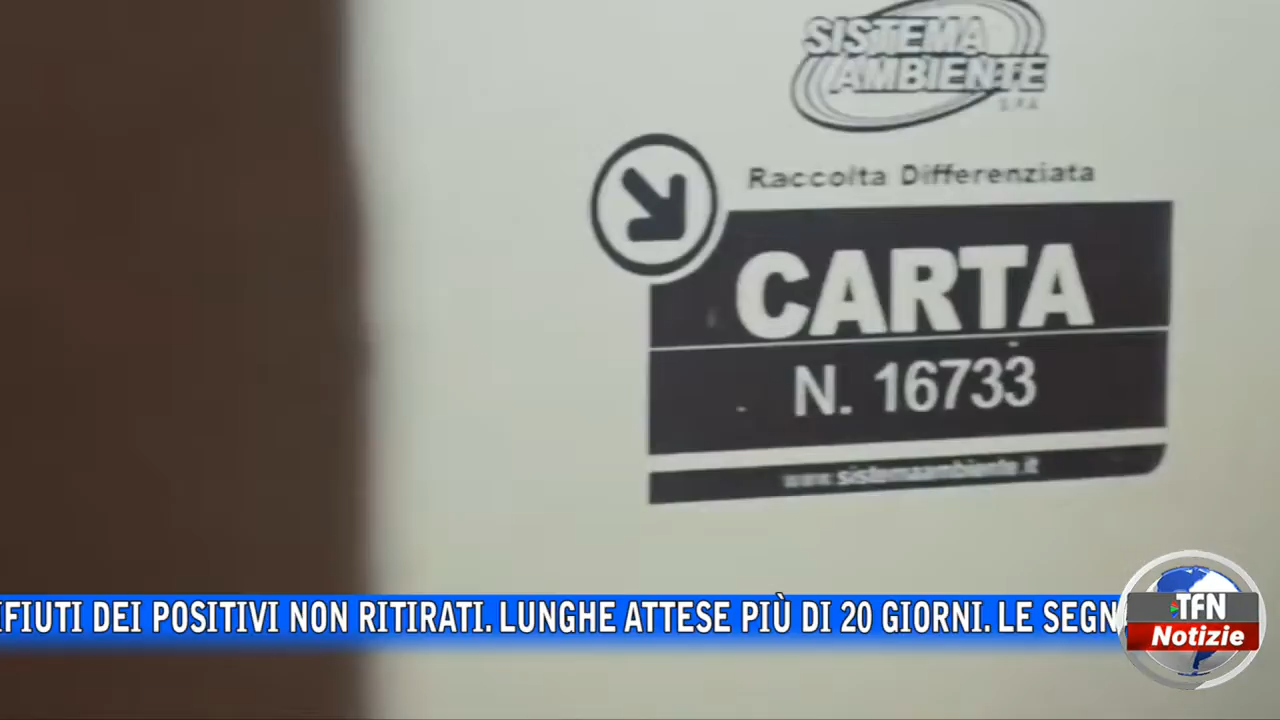 SISTEMA
AMBIENTE
S.P.A.
Raccolta Differenziata
CARTA
N. 16733
www.sistemaambiente.it
IFIUTI DEI POSITIVI NON RITIRATI. LUNGHE ATTESE PIÙ DI 20 GIORNI. LE SEGN
TFN
Notizie